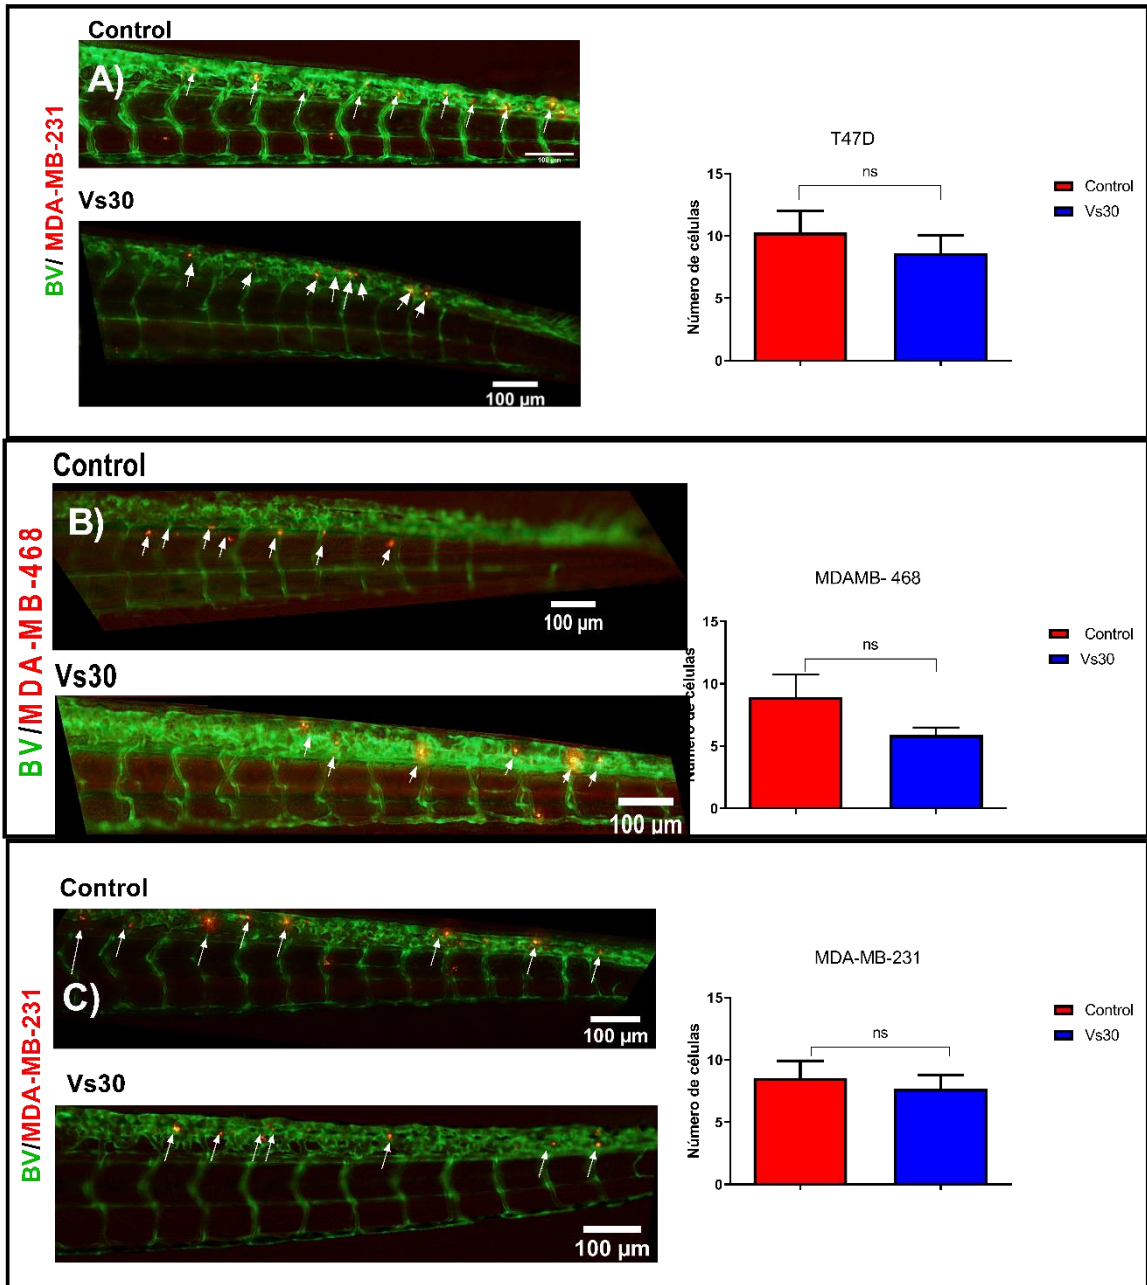 Control
A)
100 µm
BV/ MDA-MB-231
Vs30
100 µm
T47D
ns
Control
Vs30
Número de células
15
10
5
0
Control
B)
100 µm
BV/MDA-MB-468
Vs30
100 µm
MDAMB- 468
ns
Control
Vs30
Número de células
15
10
5
0
Control
C)
100 µm
BV/MDA-MB-231
Vs30
100 µm
MDA-MB-231
ns
Control
Vs30
Número de células
15
10
5
0